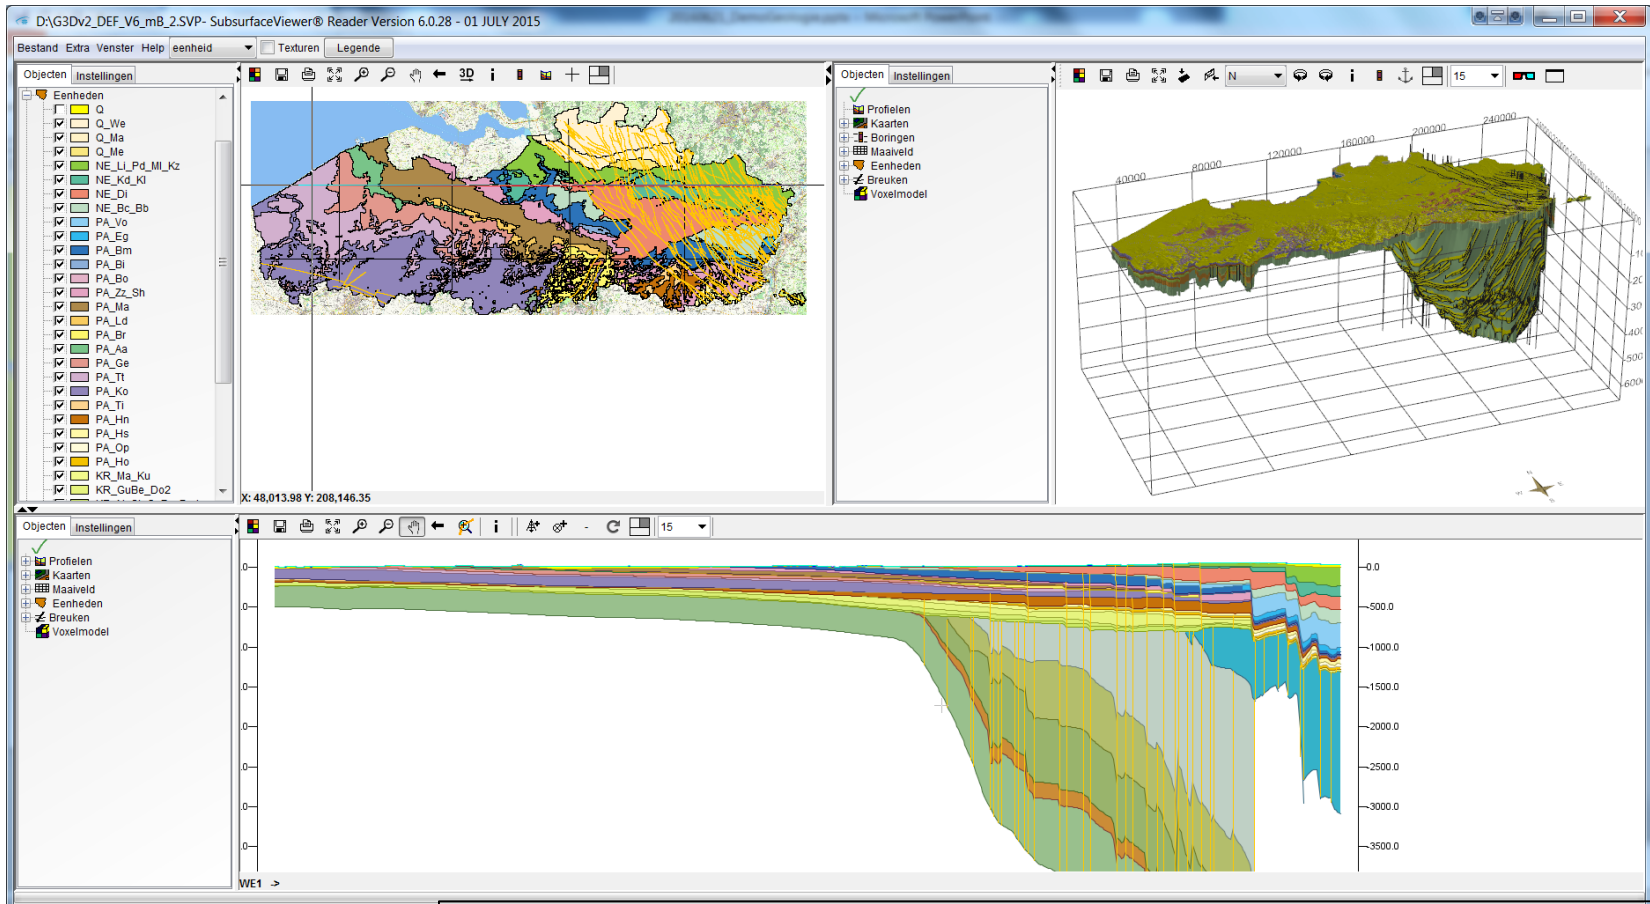 D:\G3Dv2_DEF_V6_mB_2.SVP- SubsurfaceViewer® Reader Version 6.0.28 - 01 JULY 2015
Bestand Extra Venster Help eenheid Texturen Legende
Objecten Instellingen
Eenheden
Q
Q_We
Q_Ma
Q_Me
NE_Li_Pd_Ml_Kz
NE_Kd_Kl
NE_Di
NE_Bc_Bb
PA_Vo
PA_Eg
PA_Bm
PA_Bi
PA_Bo
PA_Zz_Sh
PA_Ma
PA_Ld
PA_Br
PA_Aa
PA_Ge
PA_Tt
PA_Ko
PA_Ti
PA_Hn
PA_Hs
PA_Op
PA_Ho
KR_Ma_Ku
KR_GuBe_Do2
3D i
X: 48,013.98 Y: 208,146.35
Objecten Instellingen
Profielen
Kaarten
Boringen
Maaiveld
Eenheden
Breuken
Voxelmodel
N i 15
40000
80000
120000
160000
200000
240000
Objecten Instellingen
Profielen
Kaarten
Maaiveld
Eenheden
Breuken
Voxelmodel
i - 15
0.0
-500.0
-1000.0
-1500.0
-2000.0
-2500.0
-3000.0
-3500.0
WE1 ->